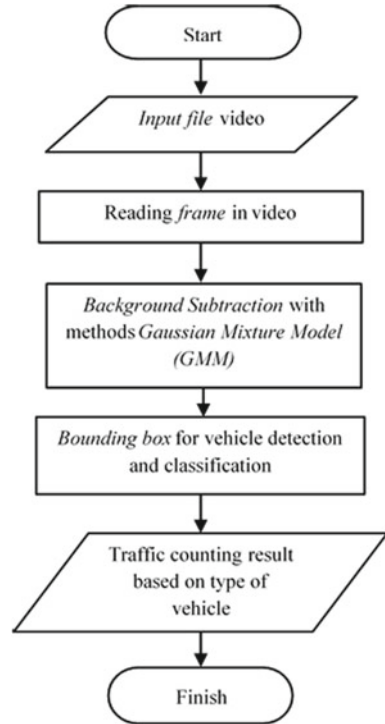 Start
Input file video
Reading frame in video
Background Subtraction with
methods Gaussian Mixture Model
(GMM)
Bounding box for vehicle detection
and classification
Traffic counting result
based on type of
vehicle
Finish